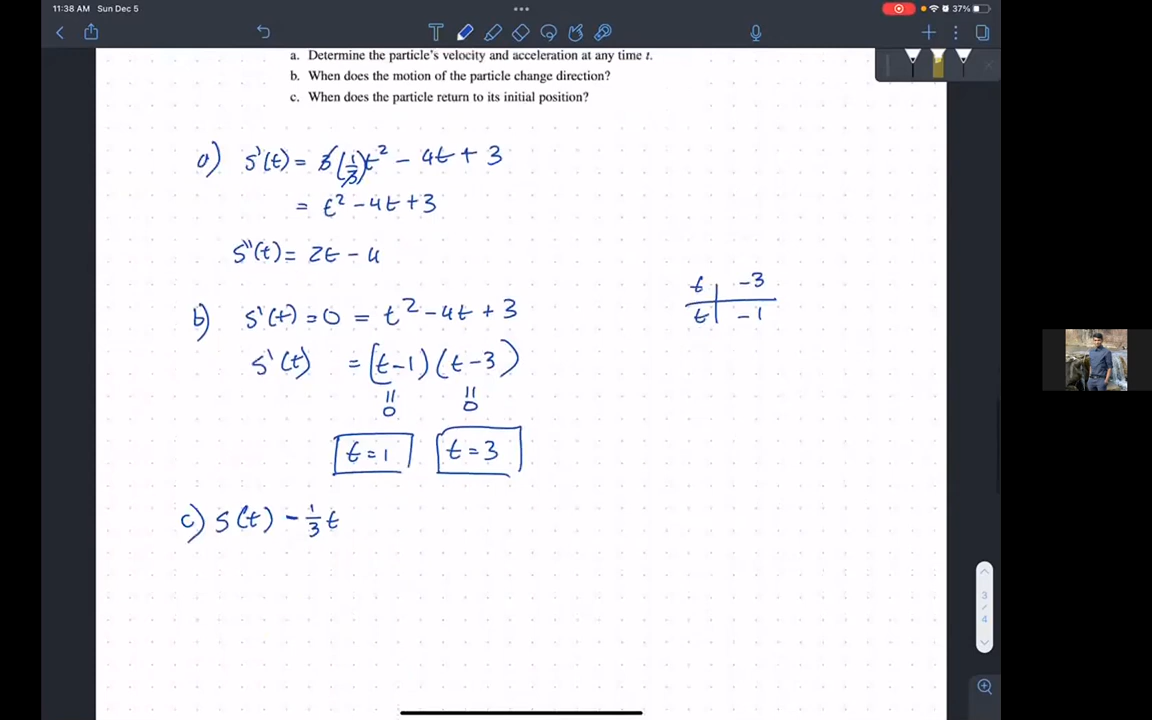 11:38 AM Sun Dec 5
37%
a. Determine the particle's velocity and acceleration at any time t.
b. When does the motion of the particle change direction?
c. When does the particle return to its initial position?
a) s'(t) = 3(1/3)t² - 4t + 3
= t² - 4t + 3
s''(t) = 2t - 4
b) s'(t) = 0 = t² - 4t + 3
s'(t) = (t-1)(t-3)
t | -3
t | -1
= =
0 0
t = 1 t = 3
c) s(t) - 1/3 t
3
/
4